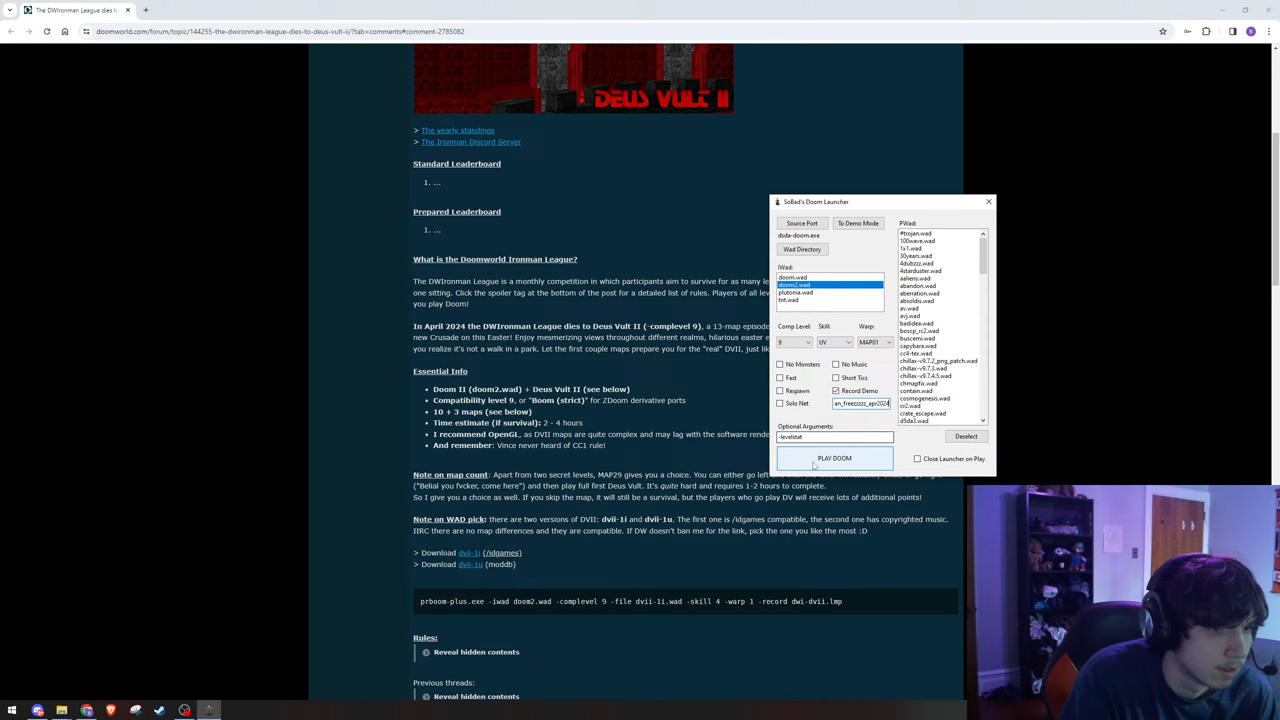 The DWIronman League dies to
doomworld.com/forum/topic/144255-the-dwironman-league-dies-to-deus-vult-ii/?tab=comments#comment-2785082
DEUS VULT II
> The yearly standings
> The Ironman Discord Server
Standard Leaderboard
1. ...
Prepared Leaderboard
1. ...
What is the Doomworld Ironman League?
The DWIronman League is a monthly competition in which participants aim to survive for as many le
one sitting. Click the spoiler tag at the bottom of the post for a detailed list of rules. Players of all lev
you play Doom!
In April 2024 the DWIronman League dies to Deus Vult II (-complevel 9), a 13-map episode
new Crusade on this Easter! Enjoy mesmerizing views throughout different realms,
you realize it's not a walk in a park. Let the first couple maps prepare you for the "real" DVII, just lik
Essential Info
• Doom II (doom2.wad) + Deus Vult II (see below)
• Compatibility level 9, or "Boom (strict)" for ZDoom derivative ports
• 10 + 3 maps (see below)
• Time estimate (if survival): 2 - 4 hours
• I recommend OpenGL, as DVII maps are quite complex and may lag with the software rende
• And remember: Vince never heard of CC1 rule!
Note on map count: Apart from two secret levels, MAP29 gives you a choice. You can either go left
("Belial you fvcker, come here") and then play full first Deus Vult. It's quite hard and requires 1-2 hours to complete.
So I give you a choice as well. If you skip the map, it will still be a survival, but the players who go play DV will receive lots of additional points!
Note on WAD pick: there are two versions of DVII: dvii-1i and dvii-1u. The first one is /idgames compatible, the second one has copyrighted music.
IIRC there are no map differences and they are compatible. If DW doesn't ban me for the link, pick the one you like the most :D
> Download dvii-1i (/idgames)
> Download dvii-1u (moddb)
prboom-plus.exe -iwad doom2.wad -complevel 9 -file dvii-1i.wad -skill 4 -warp 1 -record dwi-dvii.lmp
Rules:
Reveal hidden contents
Previous threads:
Reveal hidden contents
SoBad's Doom Launcher
Source Port
To Demo Mode
dsda-doom.exe
Wad Directory
IWad:
doom.wad
doom2.wad
plutonia.wad
tnt.wad
Comp Level:
Skill:
Warp:
9
UV
MAP01
No Monsters
No Music
Fast
Short Tics
Respawn
Record Demo
Solo Net
an_freezzzzz_apr2024
Optional Arguments:
-levelstat
PLAY DOOM
PWad:
#trojan.wad
100wave.wad
1x1.wad
30years.wad
4dubzzz.wad
4starduster.wad
aaliens.wad
abandon.wad
aberration.wad
absoldis.wad
av.wad
avj.wad
badidea.wad
boscp_rc2.wad
buscemi.wad
capybara.wad
cc4-tex.wad
chillax-v9.7.2_png_patch.wad
chillax-v9.7.3.wad
chillax-v9.7.4.5.wad
chmapfix.wad
contain.wad
cosmogenesis.wad
cr2.wad
crate_escape.wad
d5da3.wad
Deselect
Close Launcher on Play